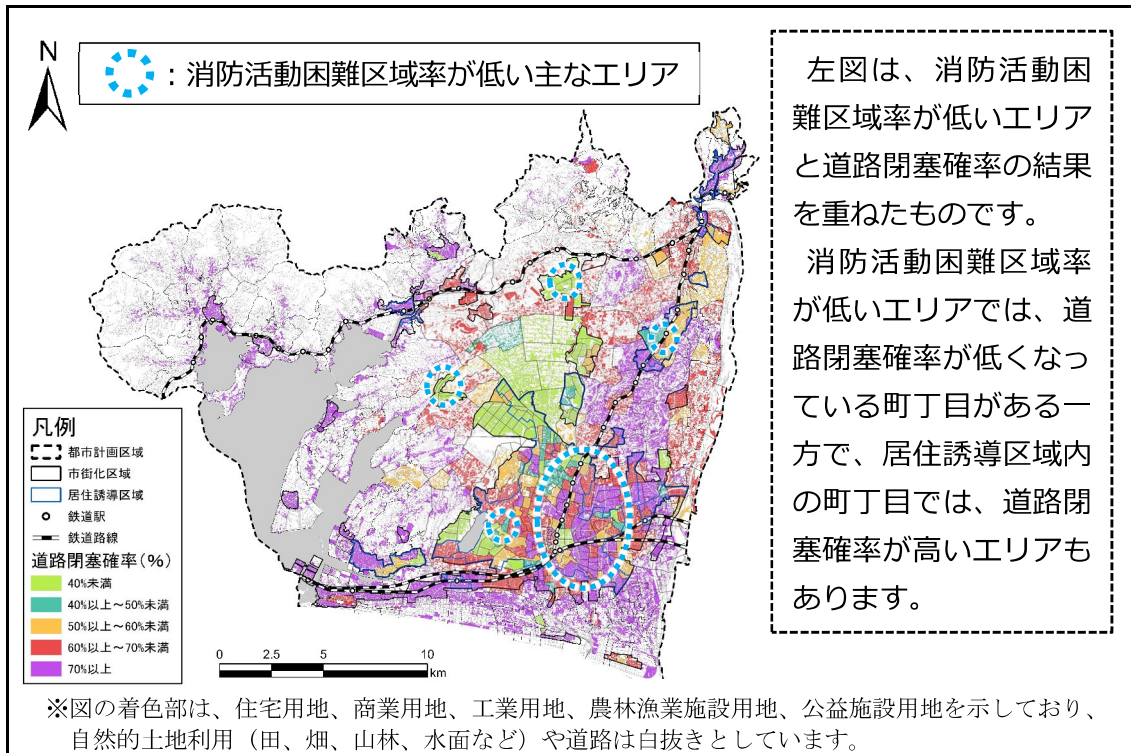 N
：消防活動困難区域率が低い主なエリア
左図は、消防活動困
難区域率が低いエリア
と道路閉塞確率の結果
を重ねたものです。
消防活動困難区域率
が低いエリアでは、道
路閉塞確率が低くなっ
ている町丁目がある一
方で、居住誘導区域内
の町丁目では、道路閉
塞確率が高いエリアも
あります。
凡例
都市計画区域
市街化区域
居住誘導区域
鉄道駅
鉄道路線
道路閉塞確率(%)
40%未満
40%以上～50%未満
50%以上～60%未満
60%以上～70%未満
70%以上
0 2.5 5 10
km
※図の着色部は、住宅用地、商業用地、工業用地、農林漁業施設用地、公益施設用地を示しており、
自然的土地利用（田、畑、山林、水面など）や道路は白抜きとしています。